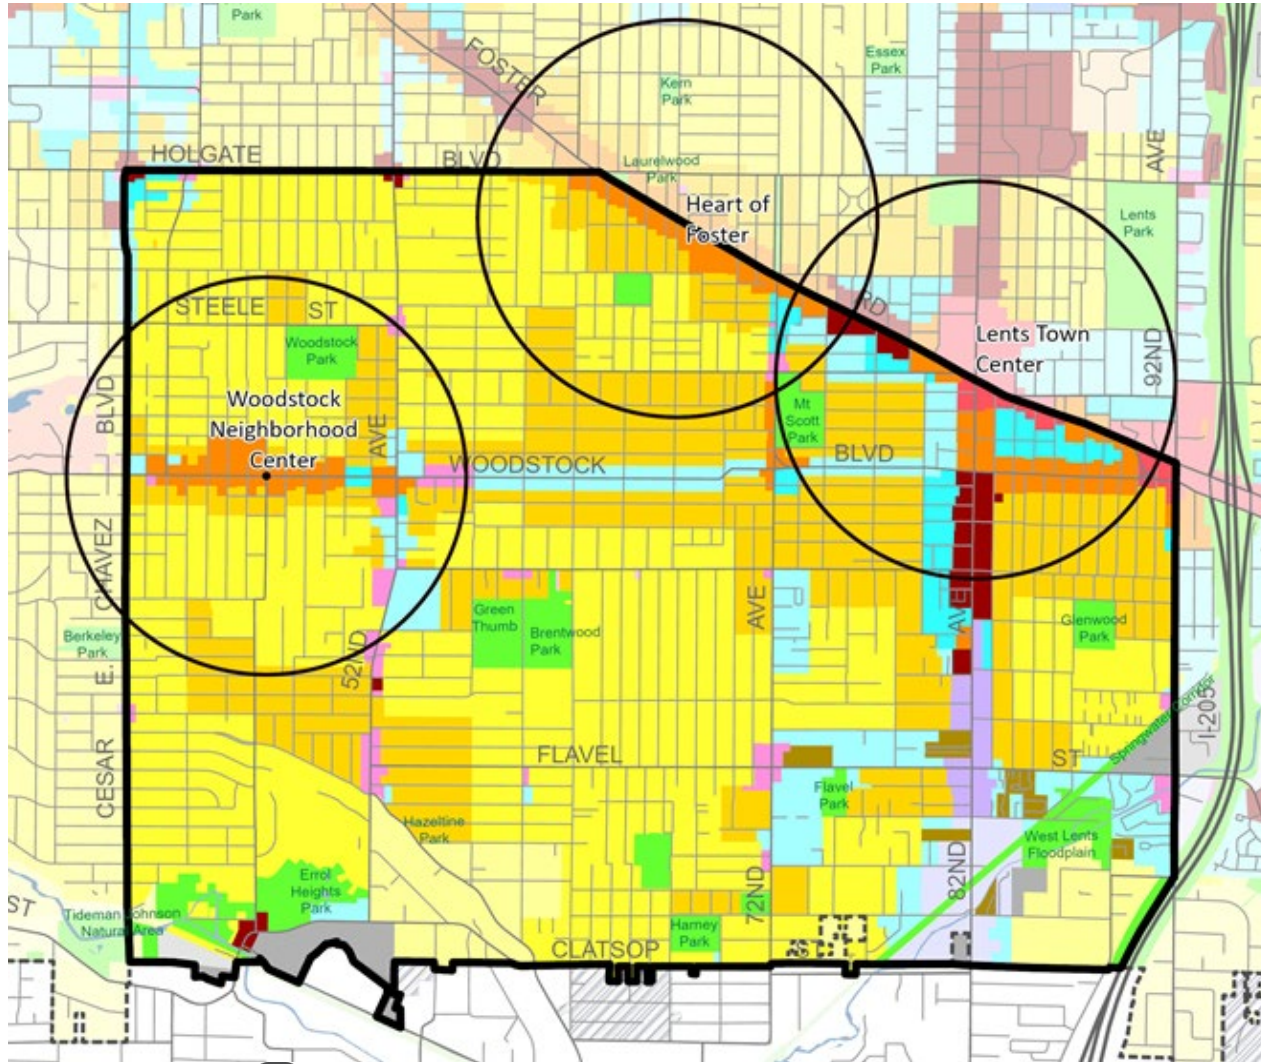 Park
FOSTER
Essex
Park
Kern
Park
HOLGATE
BLVD
AVE
Laurelwood
Park
Heart of
Foster
Lents
Park
STEELE
ST
RD
Woodstock
Park
Lents Town
Center
92ND
BLVD
Woodstock
Neighborhood
Center
AVE
Mt
Scott
Park
WOODSTOCK
BLVD
CHAVEZ
Green
Thumb
Brentwood
Park
AVE
AVE
Glenwood
Park
Berkeley
Park
E.
52ND
Springwater Corridor
I-205
CESAR
FLAVEL
ST
Flavel
Park
Hazeltine
Park
West Lents
Floodplain
82ND
Errol
Heights
Park
72ND
ST
Tideman Johnson
Natural Area
Harney
Park
CLATSOP
ST